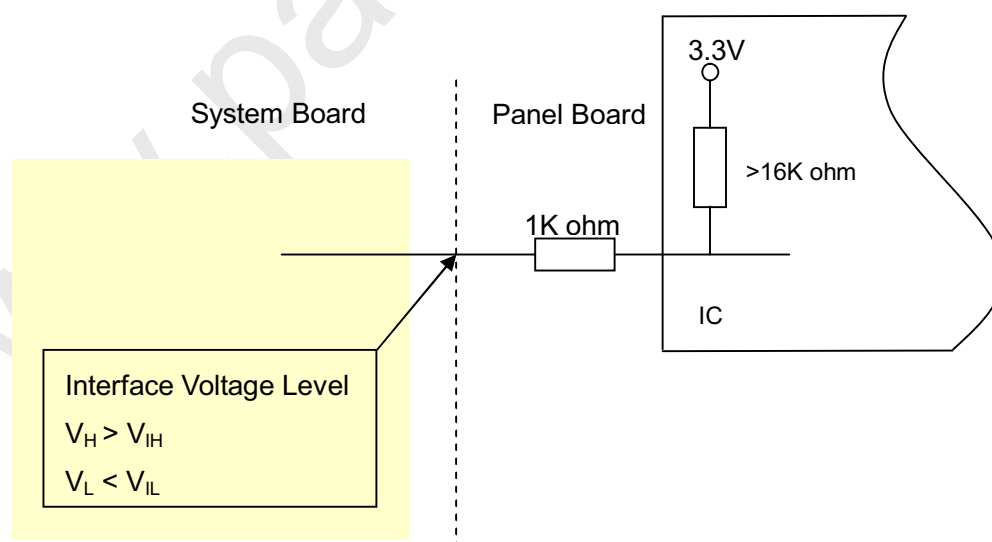 3.3V
System Board
Panel Board
>16K ohm
1K ohm
IC
Interface Voltage Level
VH > VIH
VL < VIL